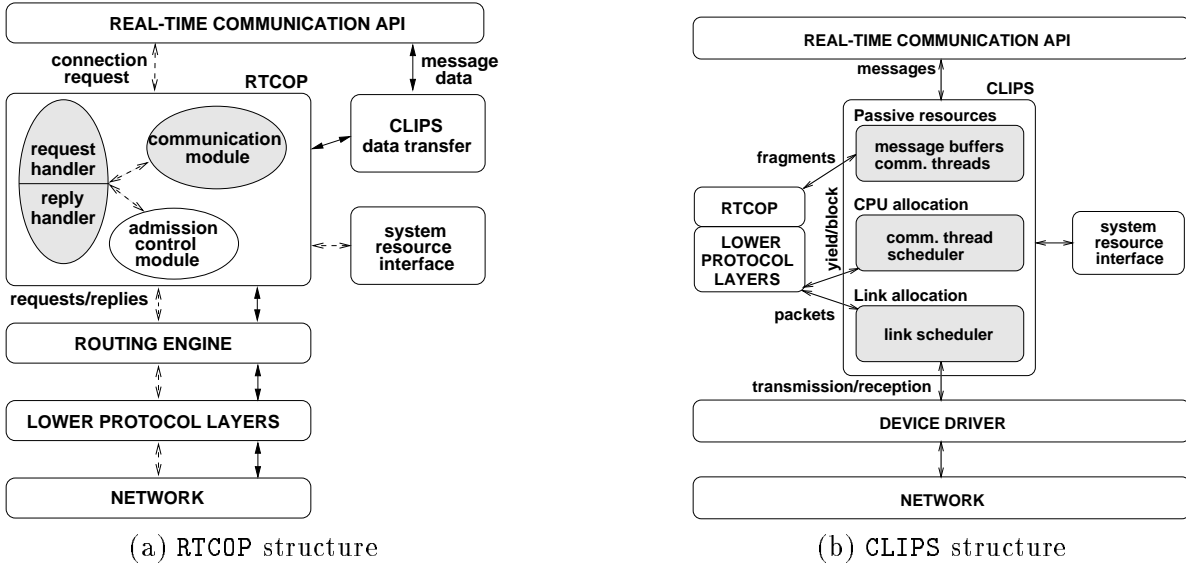 REAL-TIME COMMUNICATION API
connection
request
message
data
RTCOP
request
handler
reply
handler
communication
module
admission
control
module
CLIPS
data transfer
system
resource
interface
requests/replies
ROUTING ENGINE
LOWER PROTOCOL LAYERS
NETWORK
(a) RTCOP structure
REAL-TIME COMMUNICATION API
messages
CLIPS
Passive resources
message buffers
comm. threads
fragments
RTCOP
LOWER
PROTOCOL
LAYERS
yield/block
CPU allocation
comm. thread
scheduler
system
resource
interface
packets
Link allocation
link scheduler
transmission/reception
DEVICE DRIVER
NETWORK
(b) CLIPS structure